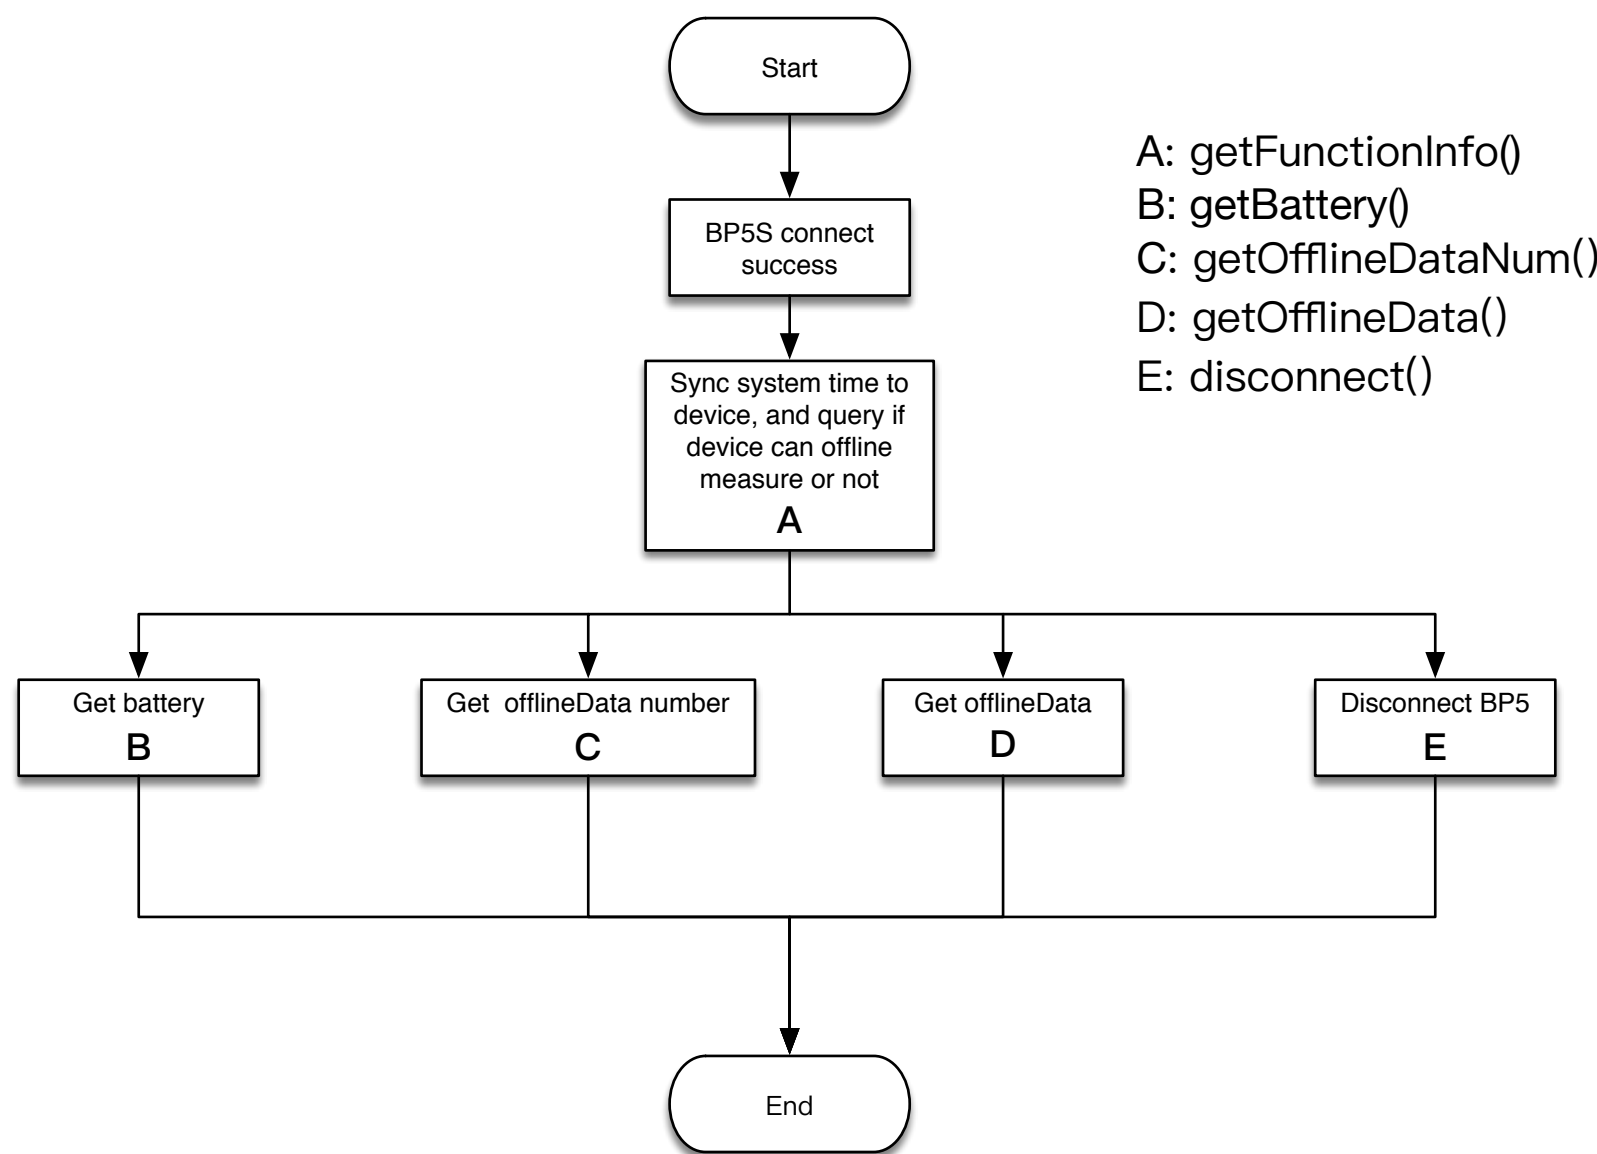 Start
A: getFunctionInfo()
B: getBattery()
C: getOfflineDataNum()
D: getOfflineData()
E: disconnect()
BP5S connect
success
Sync system time to
device, and query if
device can offline
measure or not
A
Get battery
B
Get offlineData number
C
Get offlineData
D
Disconnect BP5
E
End